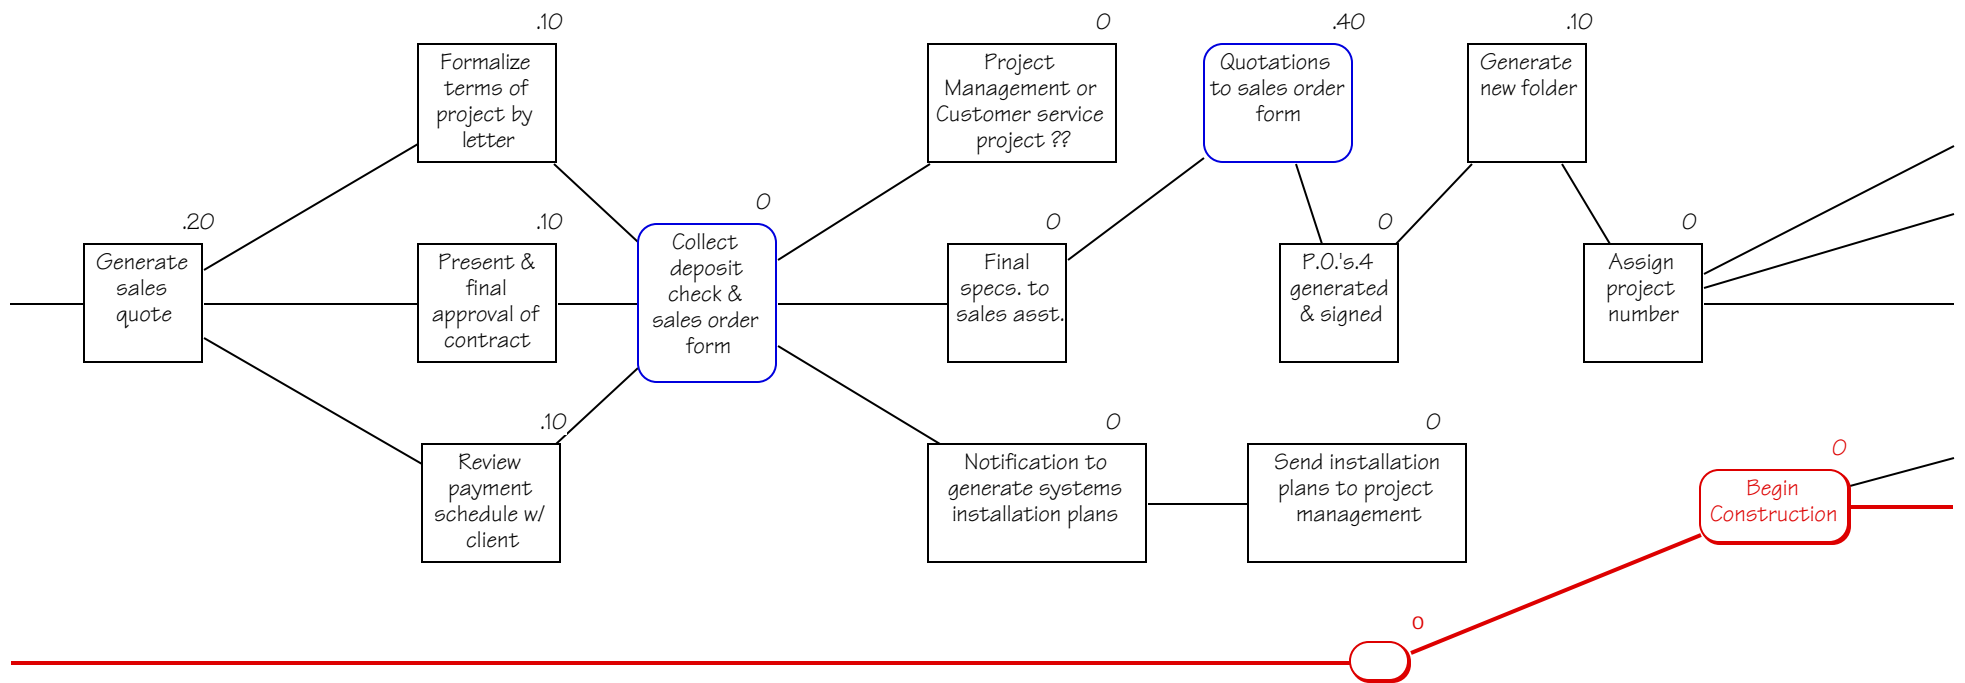 .10
Formalize
terms of
project by
letter
0
Project
Management or
Customer service
project ??
.40
Quotations
to sales order
form
.10
Generate
new folder
.20
Generate
sales
quote
.10
Present &
final
approval of
contract
0
Collect
deposit
check &
sales order
form
0
Final
specs. to
sales asst.
0
P.O.'s.4
generated
& signed
0
Assign
project
number
.10
Review
payment
schedule w/
client
0
Notification to
generate systems
installation plans
0
Send installation
plans to project
management
0
Begin
Construction
0